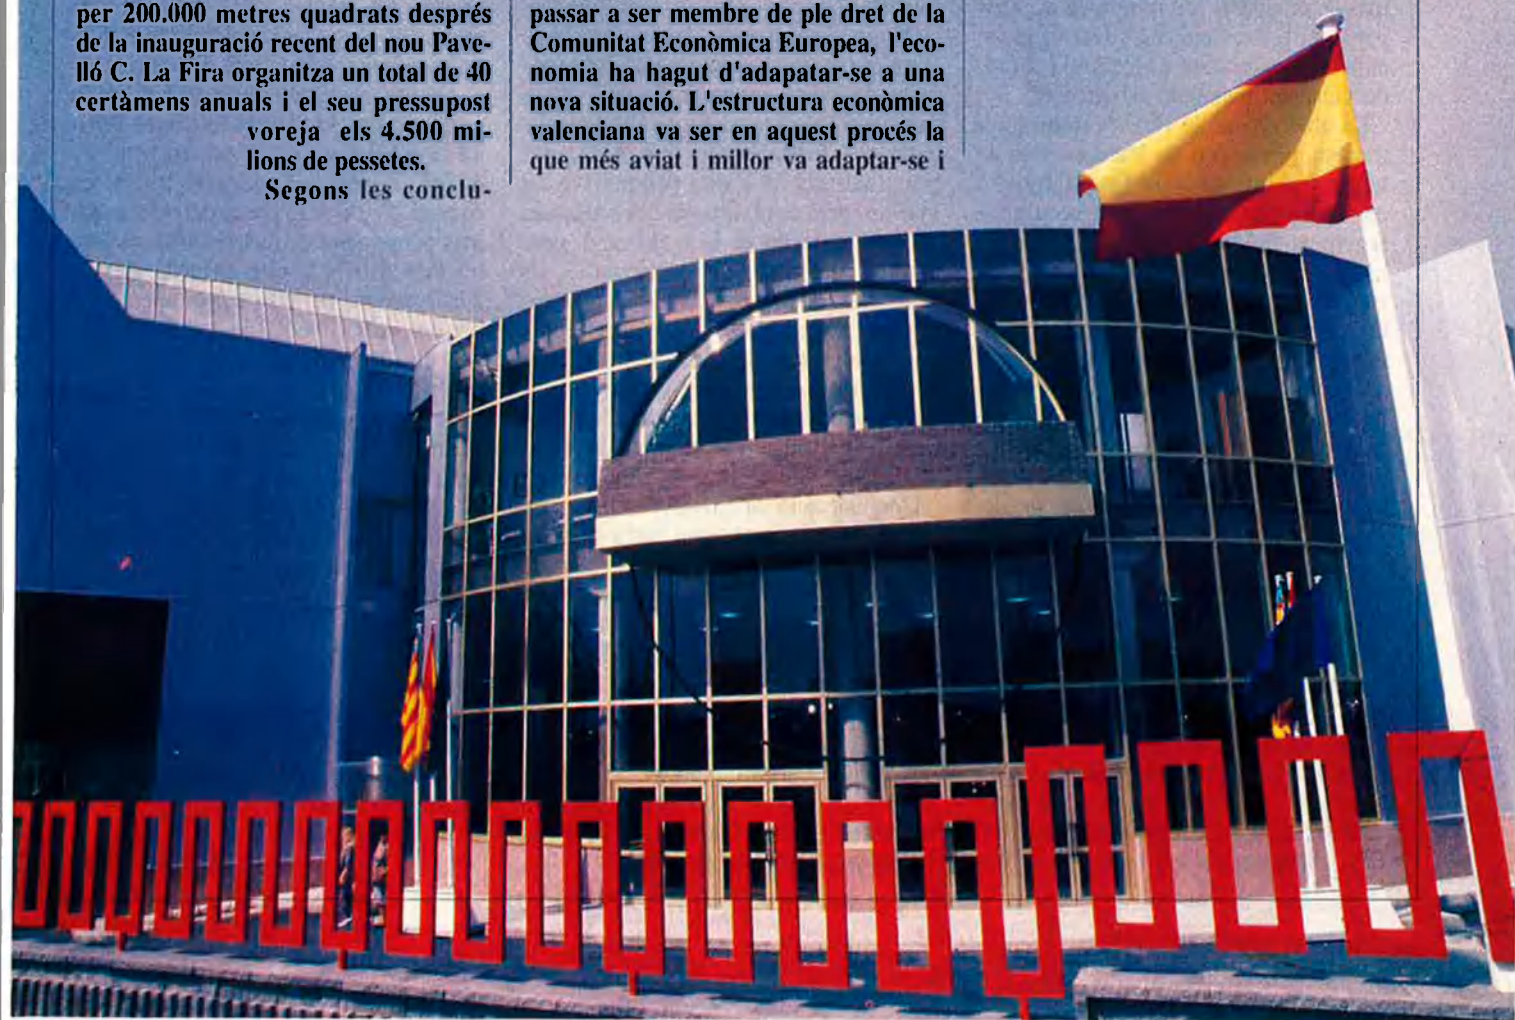 per 200.000 metres quadrats després
de la inauguració recent del nou Pave-
lló C. La Fira organitza un total de 40
certàmens anuals i el seu pressupost
voreja els 4.500 mi-
lions de pessetes.
Segons les conclu-
passar a ser membre de ple dret de la
Comunitat Econòmica Europea, l'eco-
nomia ha hagut d'adapatar-se a una
nova situació. L'estructura econòmica
valenciana va ser en aquest procés la
que més aviat i millor va adaptar-se i